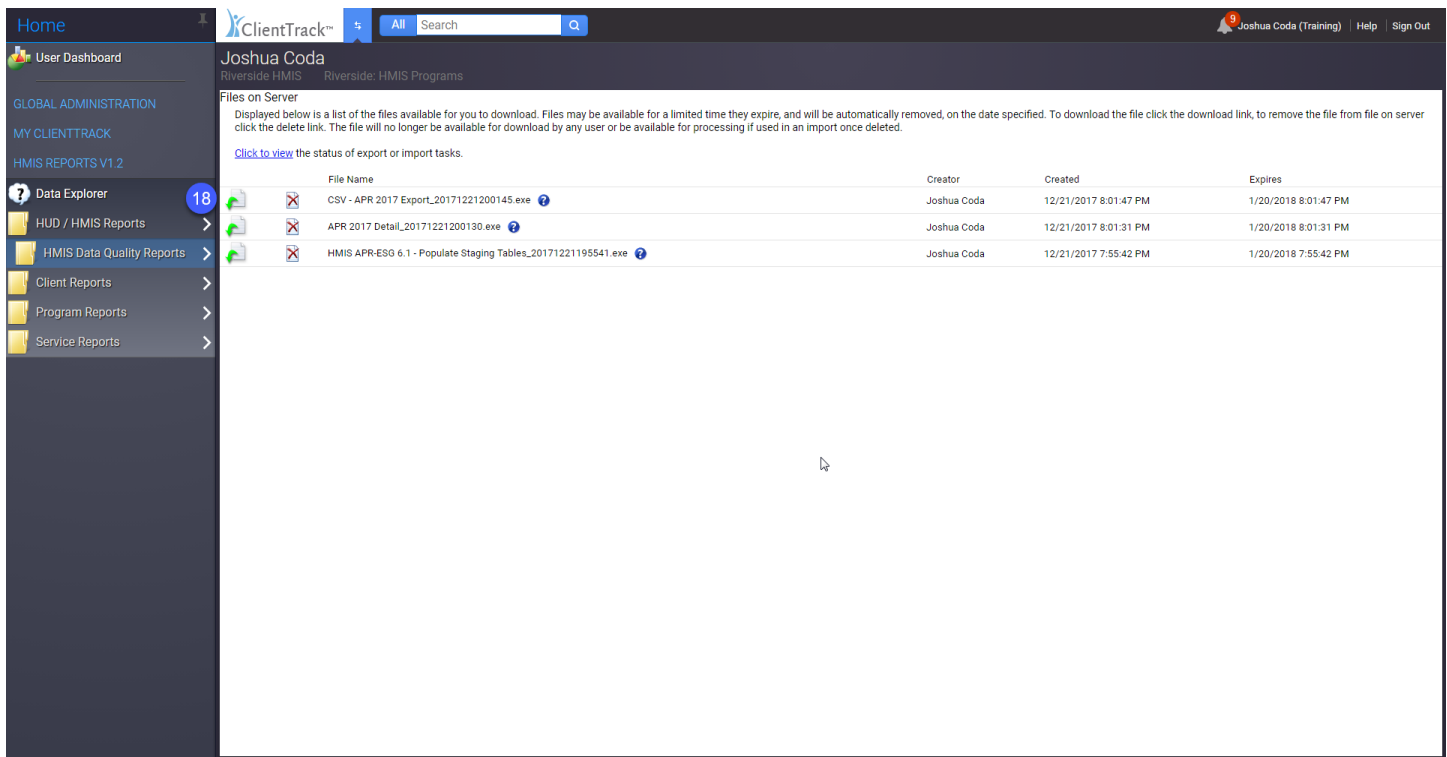 Home
ClientTrack™
All
Search
9
Joshua Coda (Training)
Help
Sign Out
User Dashboard
GLOBAL ADMINISTRATION
MY CLIENTTRACK
HMIS REPORTS V1.2
Data Explorer
18
HUD / HMIS Reports
HMIS Data Quality Reports
Client Reports
Program Reports
Service Reports
Joshua Coda
Riverside HMIS Riverside: HMIS Programs
Files on Server
Displayed below is a list of the files available for you to download. Files may be available for a limited time they expire, and will be automatically removed, on the date specified. To download the file click the download link, to remove the file from file on server
click the delete link. The file will no longer be available for download by any user or be available for processing if used in an import once deleted.
Click to view the status of export or import tasks.
File Name Creator Created Expires
CSV - APR 2017 Export_20171221200145.exe Joshua Coda 12/21/2017 8:01:47 PM 1/20/2018 8:01:47 PM
APR 2017 Detail_20171221200130.exe Joshua Coda 12/21/2017 8:01:31 PM 1/20/2018 8:01:31 PM
HMIS APR-ESG 6.1 - Populate Staging Tables_20171221195541.exe Joshua Coda 12/21/2017 7:55:42 PM 1/20/2018 7:55:42 PM